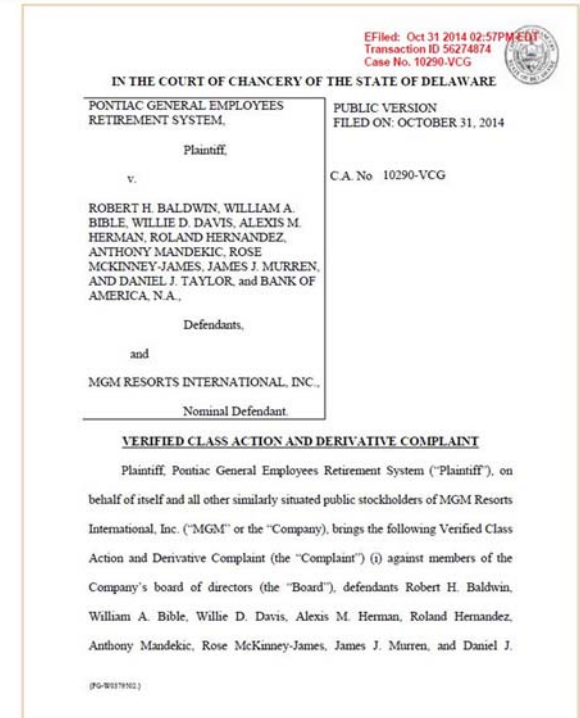 EFiled: Oct 31 2014 02:57PM EDT
Transaction ID 56274874
Case No. 10290-VCG
IN THE COURT OF CHANCERY OF THE STATE OF DELAWARE
PONTIAC GENERAL EMPLOYEES
RETIREMENT SYSTEM,
Plaintiff,
v.
ROBERT H. BALDWIN, WILLIAM A.
BIBLE, WILLIE D. DAVIS, ALEXIS M.
HERMAN, ROLAND HERNANDEZ,
ANTHONY MANDEKIC, ROSE
MCKINNEY-JAMES, JAMES J. MURREN,
AND DANIEL J. TAYLOR, and BANK OF
AMERICA, N.A.,
Defendants,
and
MGM RESORTS INTERNATIONAL, INC.,
Nominal Defendant.
PUBLIC VERSION
FILED ON: OCTOBER 31, 2014
C.A. No 10290-VCG
VERIFIED CLASS ACTION AND DERIVATIVE COMPLAINT
Plaintiff, Pontiac General Employees Retirement System (“Plaintiff”), on
behalf of itself and all other similarly situated public stockholders of MGM Resorts
International, Inc. (“MGM” or the “Company), brings the following Verified Class
Action and Derivative Complaint (the “Complaint”) (i) against members of the
Company’s board of directors (the “Board”), defendants Robert H. Baldwin,
William A. Bible, Willie D. Davis, Alexis M. Herman, Roland Hernandez,
Anthony Mandekic, Rose McKinney-James, James J. Murren, and Daniel J.
{FG-W0379502.}